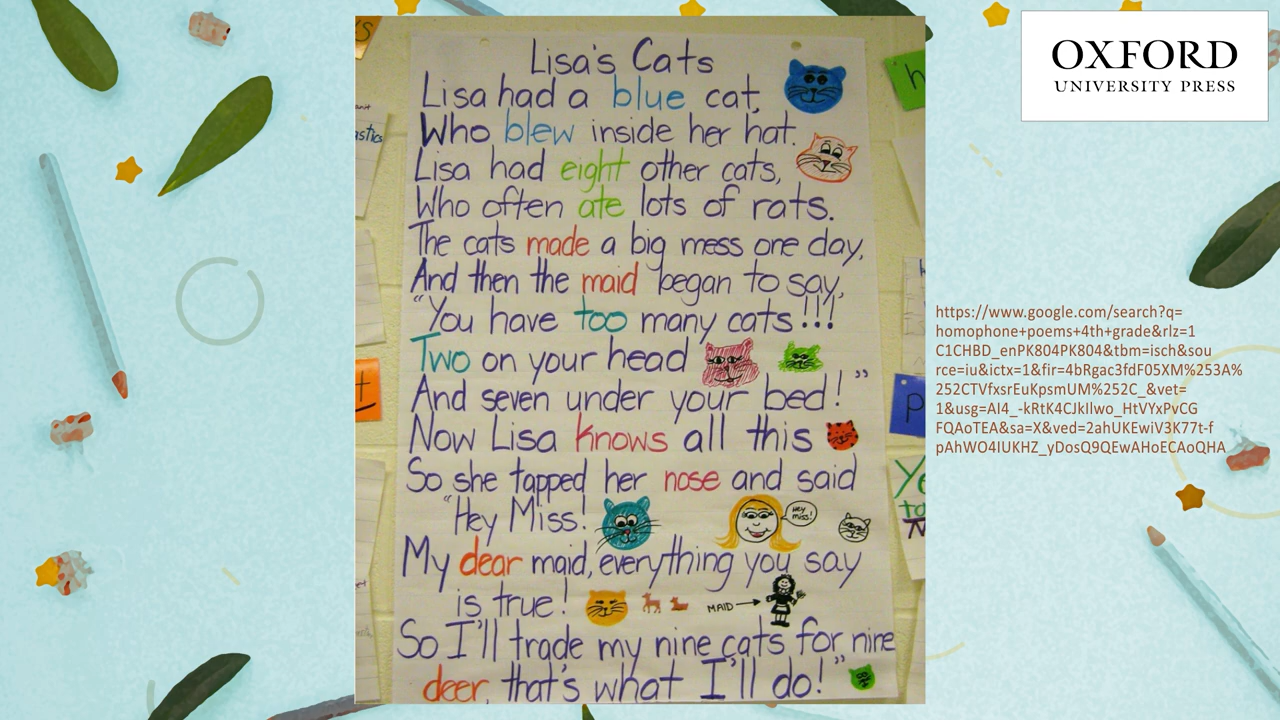 OXFORD
UNIVERSITY PRESS
Lisa's Cats
Lisa had a blue cat,
Who blew inside her hat.
Lisa had eight other cats,
Who often ate lots of rats.
The cats made a big mess one day,
And then the maid began to say,
"You have too many cats!!!
Two on your head
And seven under your bed!"
Now Lisa knows all this
So she tapped her nose and said
"Hey Miss!
Hey
miss!
My dear maid, everything you say
is true!
MAID
So I'll trade my nine cats for nine
deer, that's what I'll do!"
https://www.google.com/search?q=
homophone+poems+4th+grade&rlz=1
C1CHBD_enPK804PK804&tbm=isch&sou
rce=iu&ictx=1&fir=4bRgac3fdF05XM%253A%
252CTVfxsrEuKpsmUM%252C_&vet=
1&usg=AI4_-kRtK4CJkIlwo_HtVYxPvCG
FQAoTEA&sa=X&ved=2ahUKEwiV3K77t-f
pAhWO4IUKHZ_yDosQ9QEwAHoECAoQHA